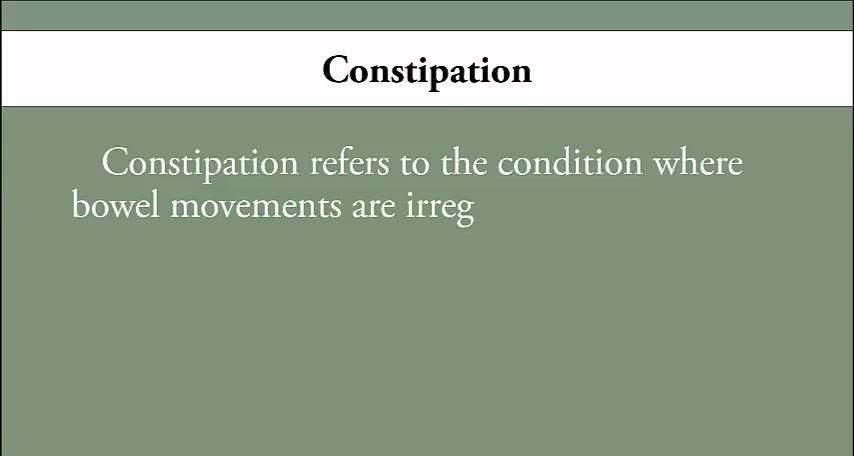 Constipation
Constipation refers to the condition where
bowel movements are irreg